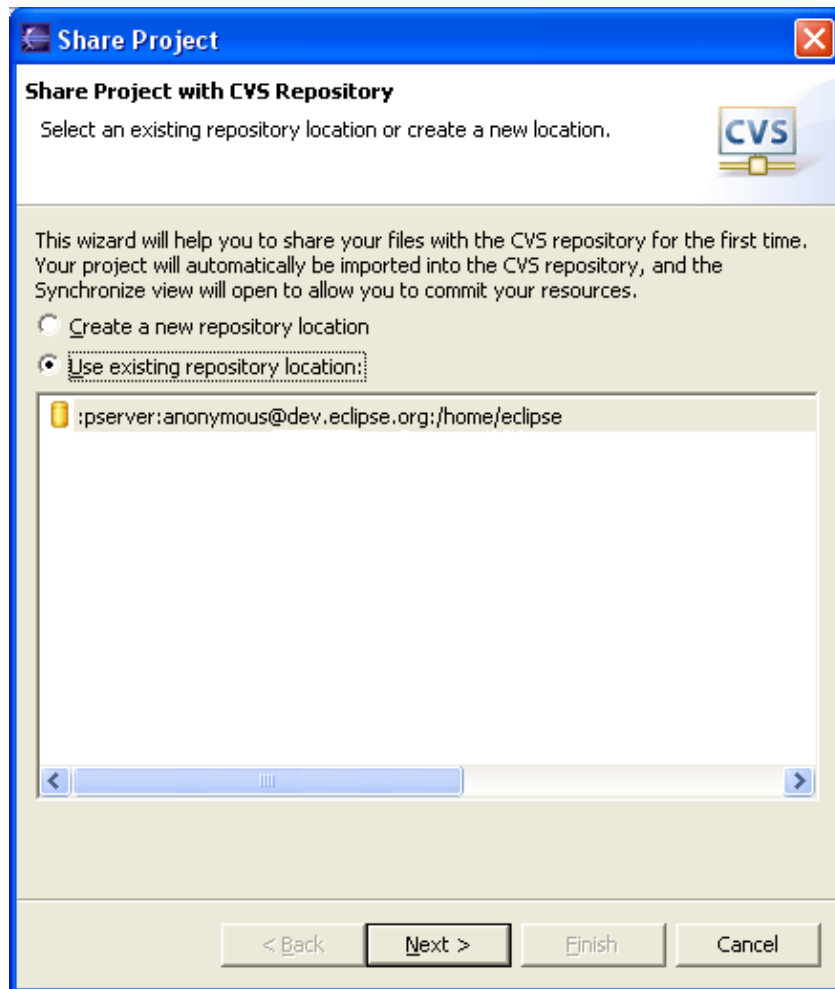 Share Project
Share Project with CVS Repository
Select an existing repository location or create a new location.
CVS
This wizard will help you to share your files with the CVS repository for the first time.
Your project will automatically be imported into the CVS repository, and the
Synchronize view will open to allow you to commit your resources.
Create a new repository location
Use existing repository location:
:pserver:anonymous@dev.eclipse.org:/home/eclipse
< Back Next > Finish Cancel